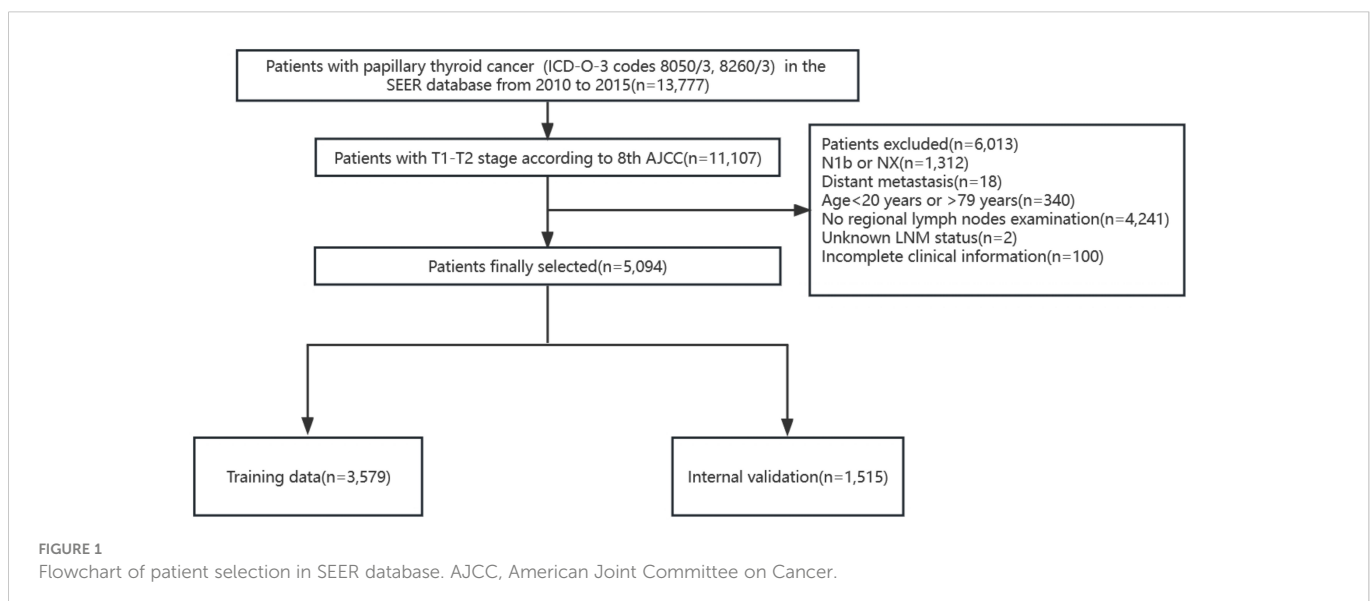 Patients with papillary thyroid cancer (ICD-O-3 codes 8050/3, 8260/3) in the
SEER database from 2010 to 2015(n=13,777)
Patients with T1-T2 stage according to 8th AJCC(n=11,107)
Patients excluded(n=6,013)
N1b or NX(n=1,312)
Distant metastasis(n=18)
Age<20 years or >79 years(n=340)
No regional lymph nodes examination(n=4,241)
Unknown LNM status(n=2)
Incomplete clinical information(n=100)
Patients finally selected(n=5,094)
Training data(n=3,579)
Internal validation(n=1,515)
FIGURE 1
Flowchart of patient selection in SEER database. AJCC, American Joint Committee on Cancer.